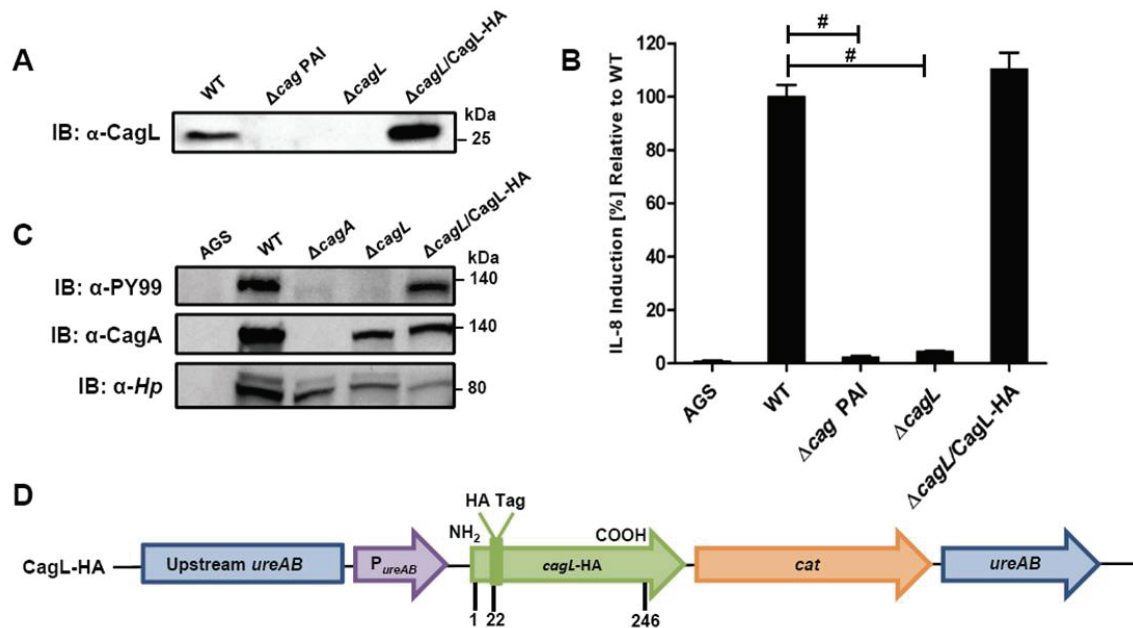 A
WT
Δcag PAI
ΔcagL
ΔcagL/CagL-HA
kDa
IB: α-CagL
25
B
IL-8 Induction [%] Relative to WT
120
100
80
60
40
20
0
#
#
AGS
WT
Δcag PAI
ΔcagL
ΔcagL/CagL-HA
C
AGS
WT
ΔcagA
ΔcagL
ΔcagL/CagL-HA
kDa
IB: α-PY99
140
IB: α-CagA
140
IB: α-Hp
80
D
HA Tag
NH2
COOH
CagL-HA
Upstream ureAB
PureAB
cagL-HA
cat
ureAB
1
22
246